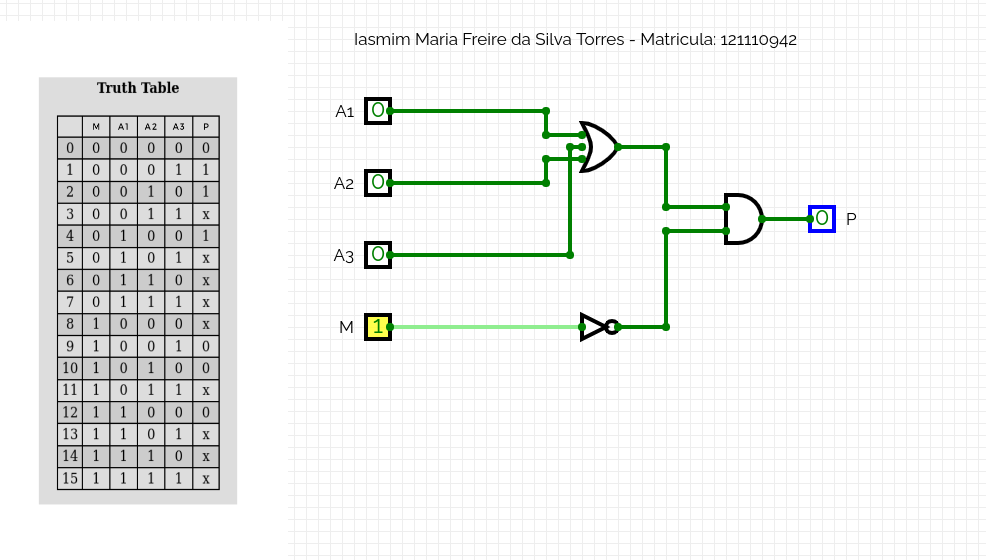 Iasmim Maria Freire da Silva Torres - Matricula: 121110942
Truth Table
M A1 A2 A3 P
0 0 0 0 0 0
1 0 0 0 1 1
2 0 0 1 0 1
3 0 0 1 1 x
4 0 1 0 0 1
5 0 1 0 1 x
6 0 1 1 0 x
7 0 1 1 1 x
8 1 0 0 0 x
9 1 0 0 1 0
10 1 0 1 0 0
11 1 0 1 1 x
12 1 1 0 0 0
13 1 1 0 1 x
14 1 1 1 0 x
15 1 1 1 1 x
A1 0
A2 0
A3 0
M 1
0 P